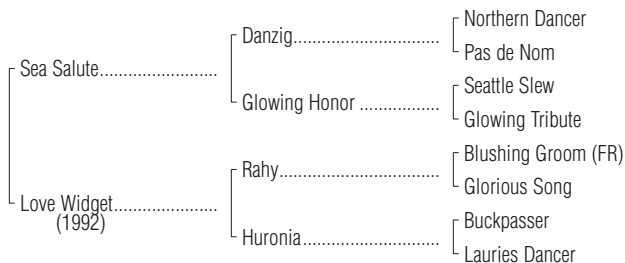 Northern Dancer
Danzig
Pas de Nom
Sea Salute
Seattle Slew
Glowing Honor
Glowing Tribute
Blushing Groom (FR)
Rahy
Glorious Song
Love Widget
(1992)
Buckpasser
Huronia
Lauries Dancer